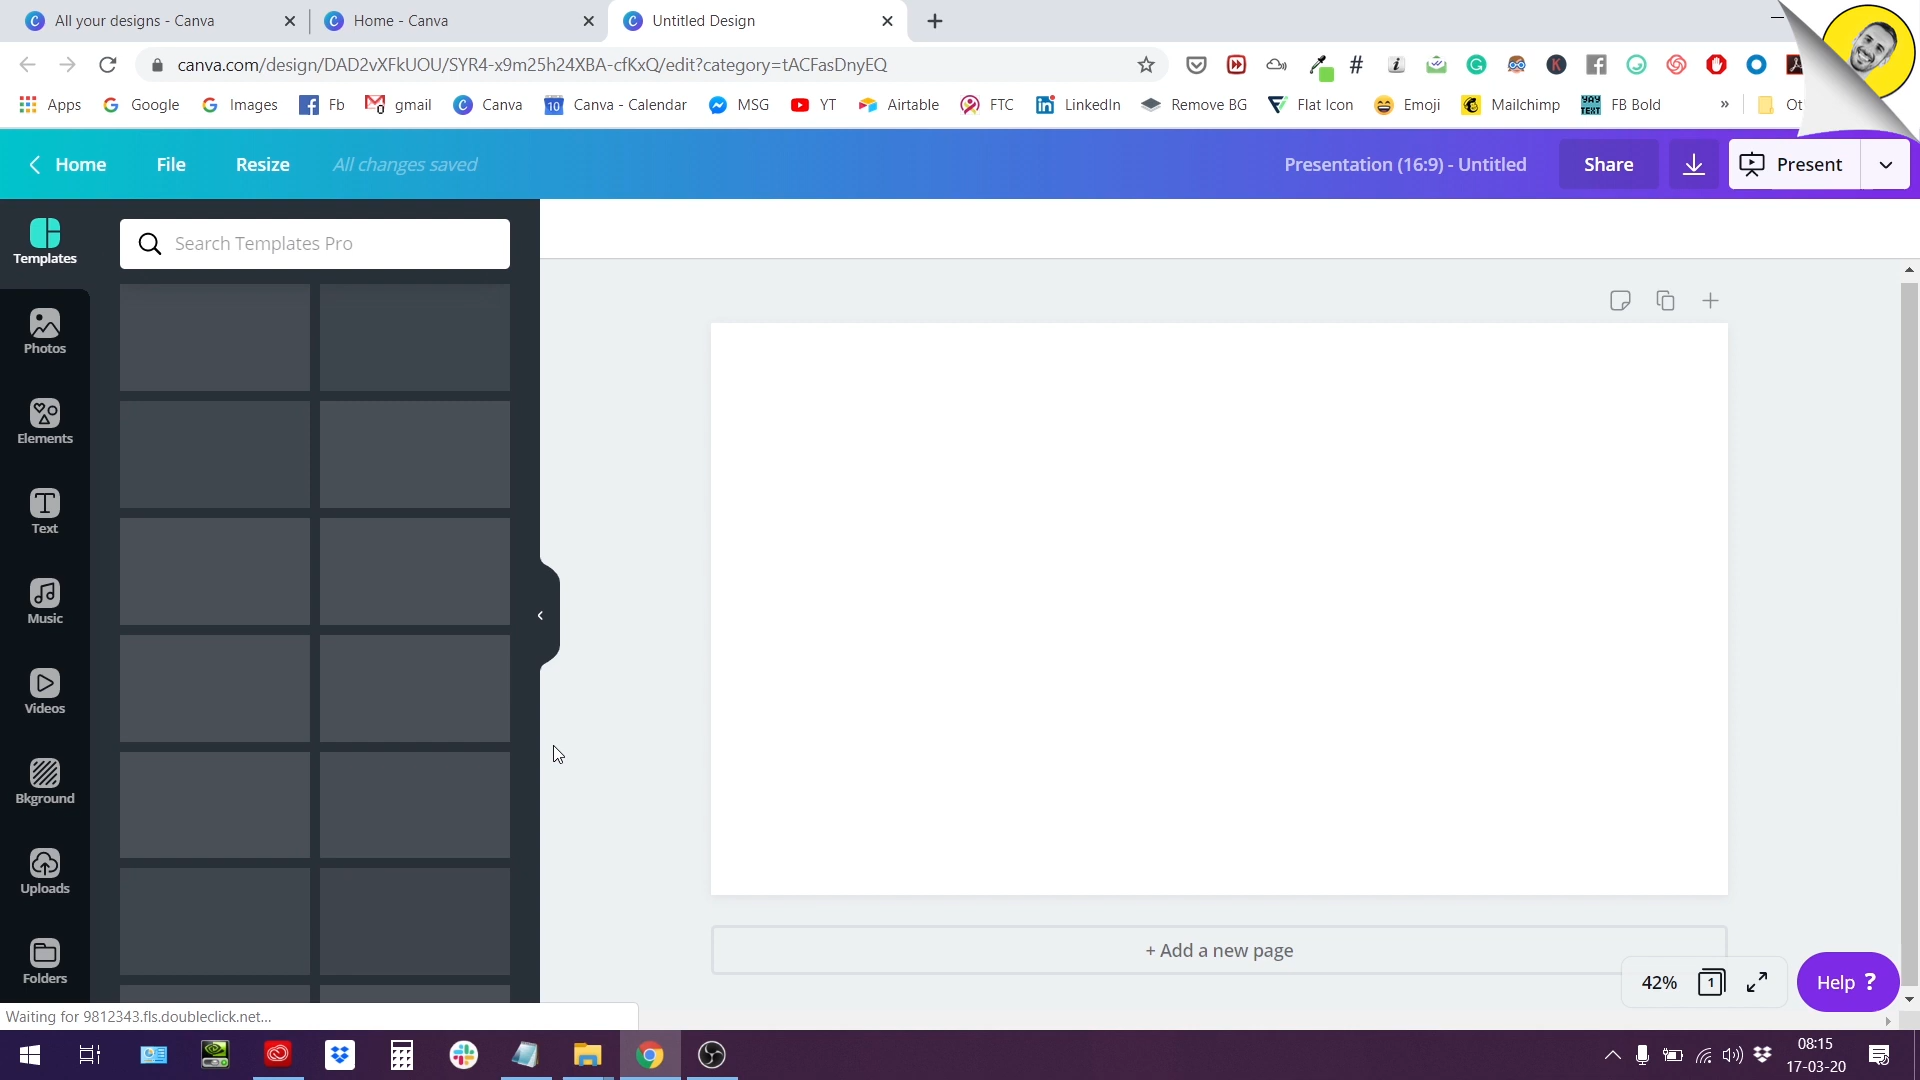 All your designs - Canva
Home - Canva
Untitled Design
canva.com/design/DAD2vXFkUOU/SYR4-x9m25h24XBA-cfKxQ/edit?category=tACFasDnyEQ
Apps
Google
Images
Fb
gmail
Canva
Canva - Calendar
MSG
YT
Airtable
FTC
LinkedIn
Remove BG
Flat Icon
Emoji
Mailchimp
FB Bold
»
Ot
Home
File
Resize
All changes saved
Presentation (16:9) - Untitled
Share
Present
Templates
Search Templates Pro
Photos
Elements
Text
Music
Videos
Bkground
Uploads
Folders
+ Add a new page
42%
1
Help ?
Waiting for 9812343.fls.doubleclick.net...
08:15
17-03-20